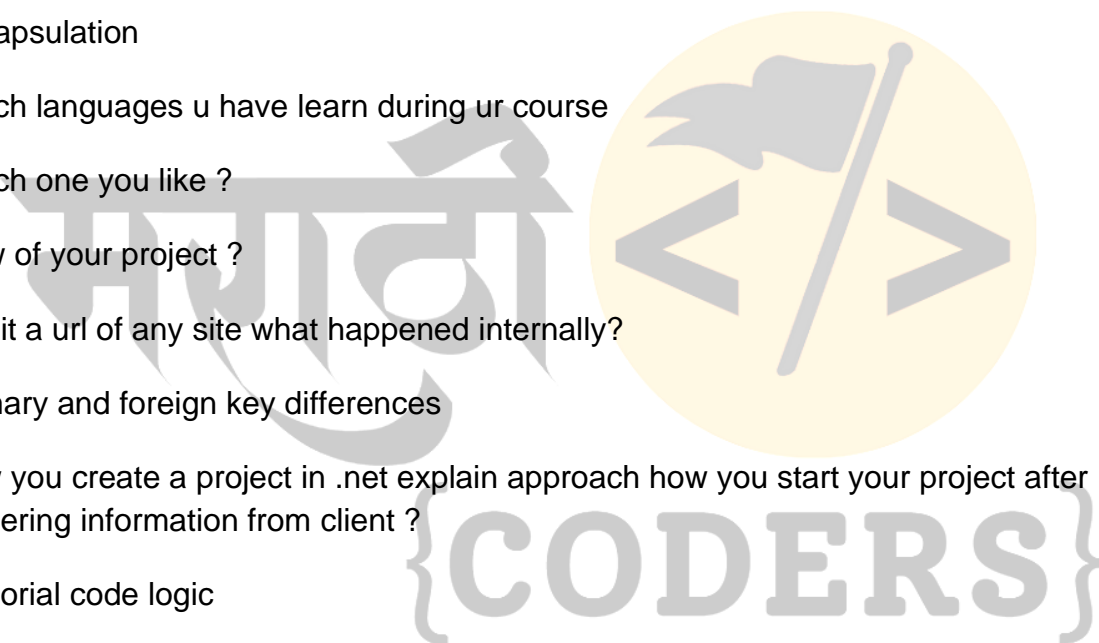 apsulation
ch languages u have learn during ur course
ch one you like ?
of your project ?
it a url of any site what happened internally?
ary and foreign key differences
you create a project in .net explain approach how you start your project after
ering information from client ?
orial code logic
मराठी
</>
{CODERS}